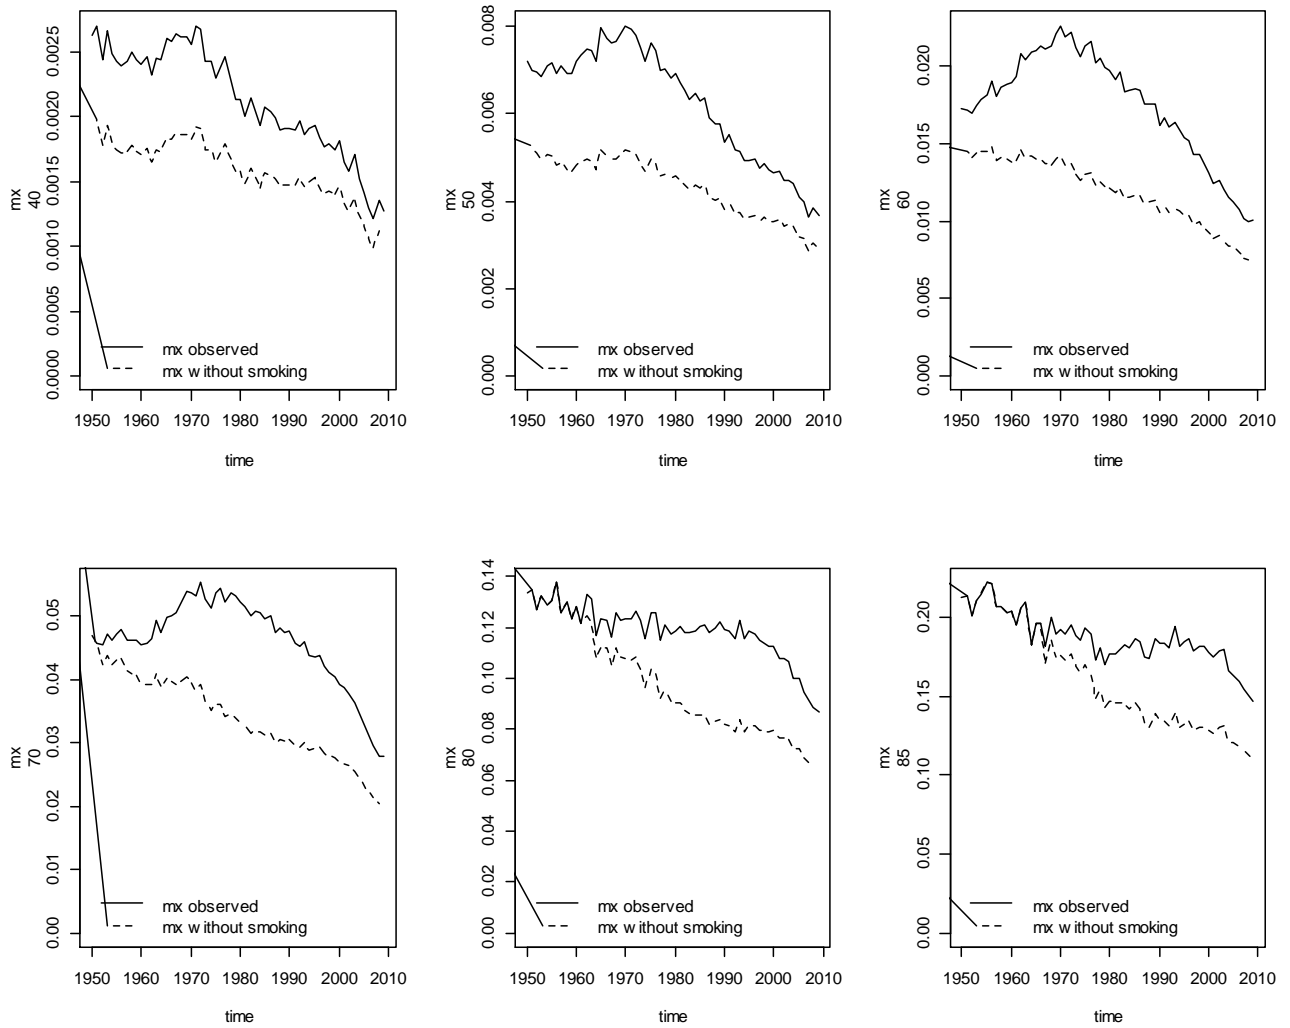 mx
40
0.0000 0.0005 0.0010 0.0015 0.0020 0.0025
mx observed
mx w ithout smoking
1950 1960 1970 1980 1990 2000 2010
time
mx
50
0.000 0.002 0.004 0.006 0.008
mx observed
mx w ithout smoking
1950 1960 1970 1980 1990 2000 2010
time
mx
60
0.000 0.005 0.010 0.015 0.020
mx observed
mx w ithout smoking
1950 1960 1970 1980 1990 2000 2010
time
mx
70
0.00 0.01 0.02 0.03 0.04 0.05
mx observed
mx w ithout smoking
1950 1960 1970 1980 1990 2000 2010
time
mx
80
0.00 0.02 0.04 0.06 0.08 0.10 0.12 0.14
mx observed
mx w ithout smoking
1950 1960 1970 1980 1990 2000 2010
time
mx
85
0.00 0.05 0.10 0.15 0.20
mx observed
mx w ithout smoking
1950 1960 1970 1980 1990 2000 2010
time